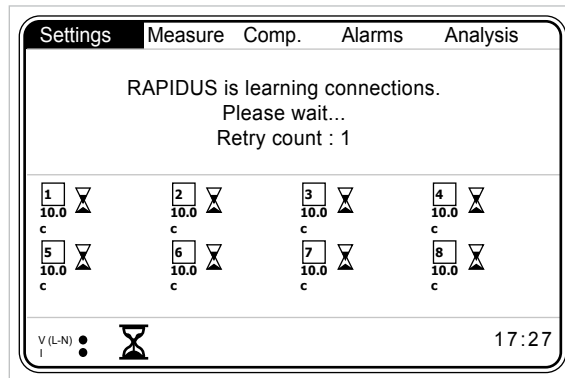 Settings Measure Comp. Alarms Analysis
RAPIDUS is learning connections.
Please wait...
Retry count : 1
1 2 3 4
10.0 10.0 10.0 10.0
c c c c
5 6 7 8
10.0 10.0 10.0 10.0
c c c c
V (L-N)
I
17:27